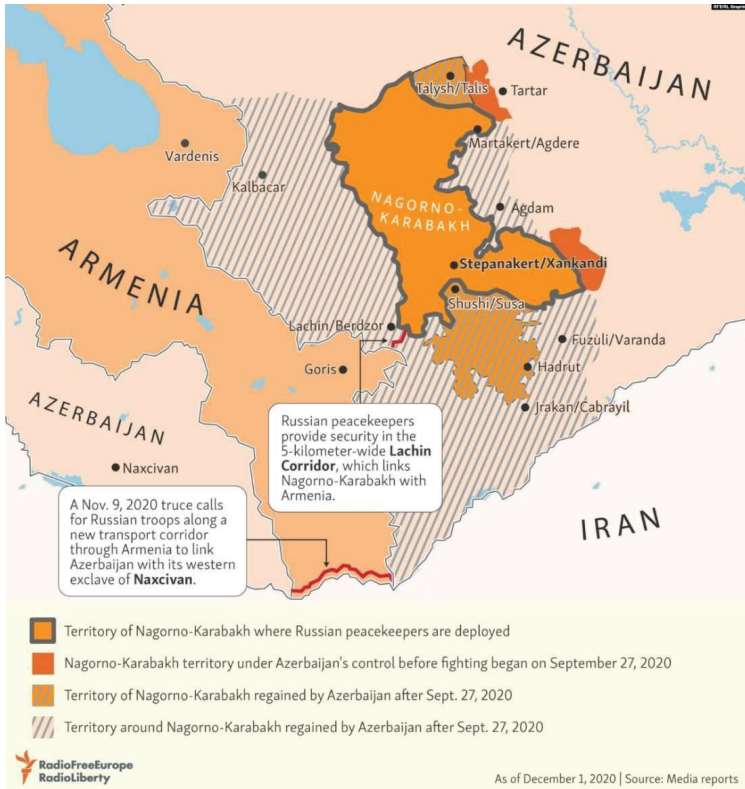 RFE/RL Graphics
AZERBAIJAN
Talysh/Talis
Tartar
Martakert/Agdere
Vardenis
Kalbacar
NAGORNO-
KARABAKH
Agdam
ARMENIA
Stepanakert/Xankandi
Shushi/Susa
Lachin/Berdzor
Fuzuli/Varanda
Goris
Hadrut
Jrakan/Cabrayil
AZERBAIJAN
Naxcivan
Russian peacekeepers
provide security in the
5-kilometer-wide Lachin
Corridor, which links
Nagorno-Karabakh with
Armenia.
IRAN
A Nov. 9, 2020 truce calls
for Russian troops along a
new transport corridor
through Armenia to link
Azerbaijan with its western
exclave of Naxcivan.
Territory of Nagorno-Karabakh where Russian peacekeepers are deployed
Nagorno-Karabakh territory under Azerbaijan's control before fighting began on September 27, 2020
Territory of Nagorno-Karabakh regained by Azerbaijan after Sept. 27, 2020
Territory around Nagorno-Karabakh regained by Azerbaijan after Sept. 27, 2020
RadioFreeEurope
RadioLiberty
As of December 1, 2020 | Source: Media reports